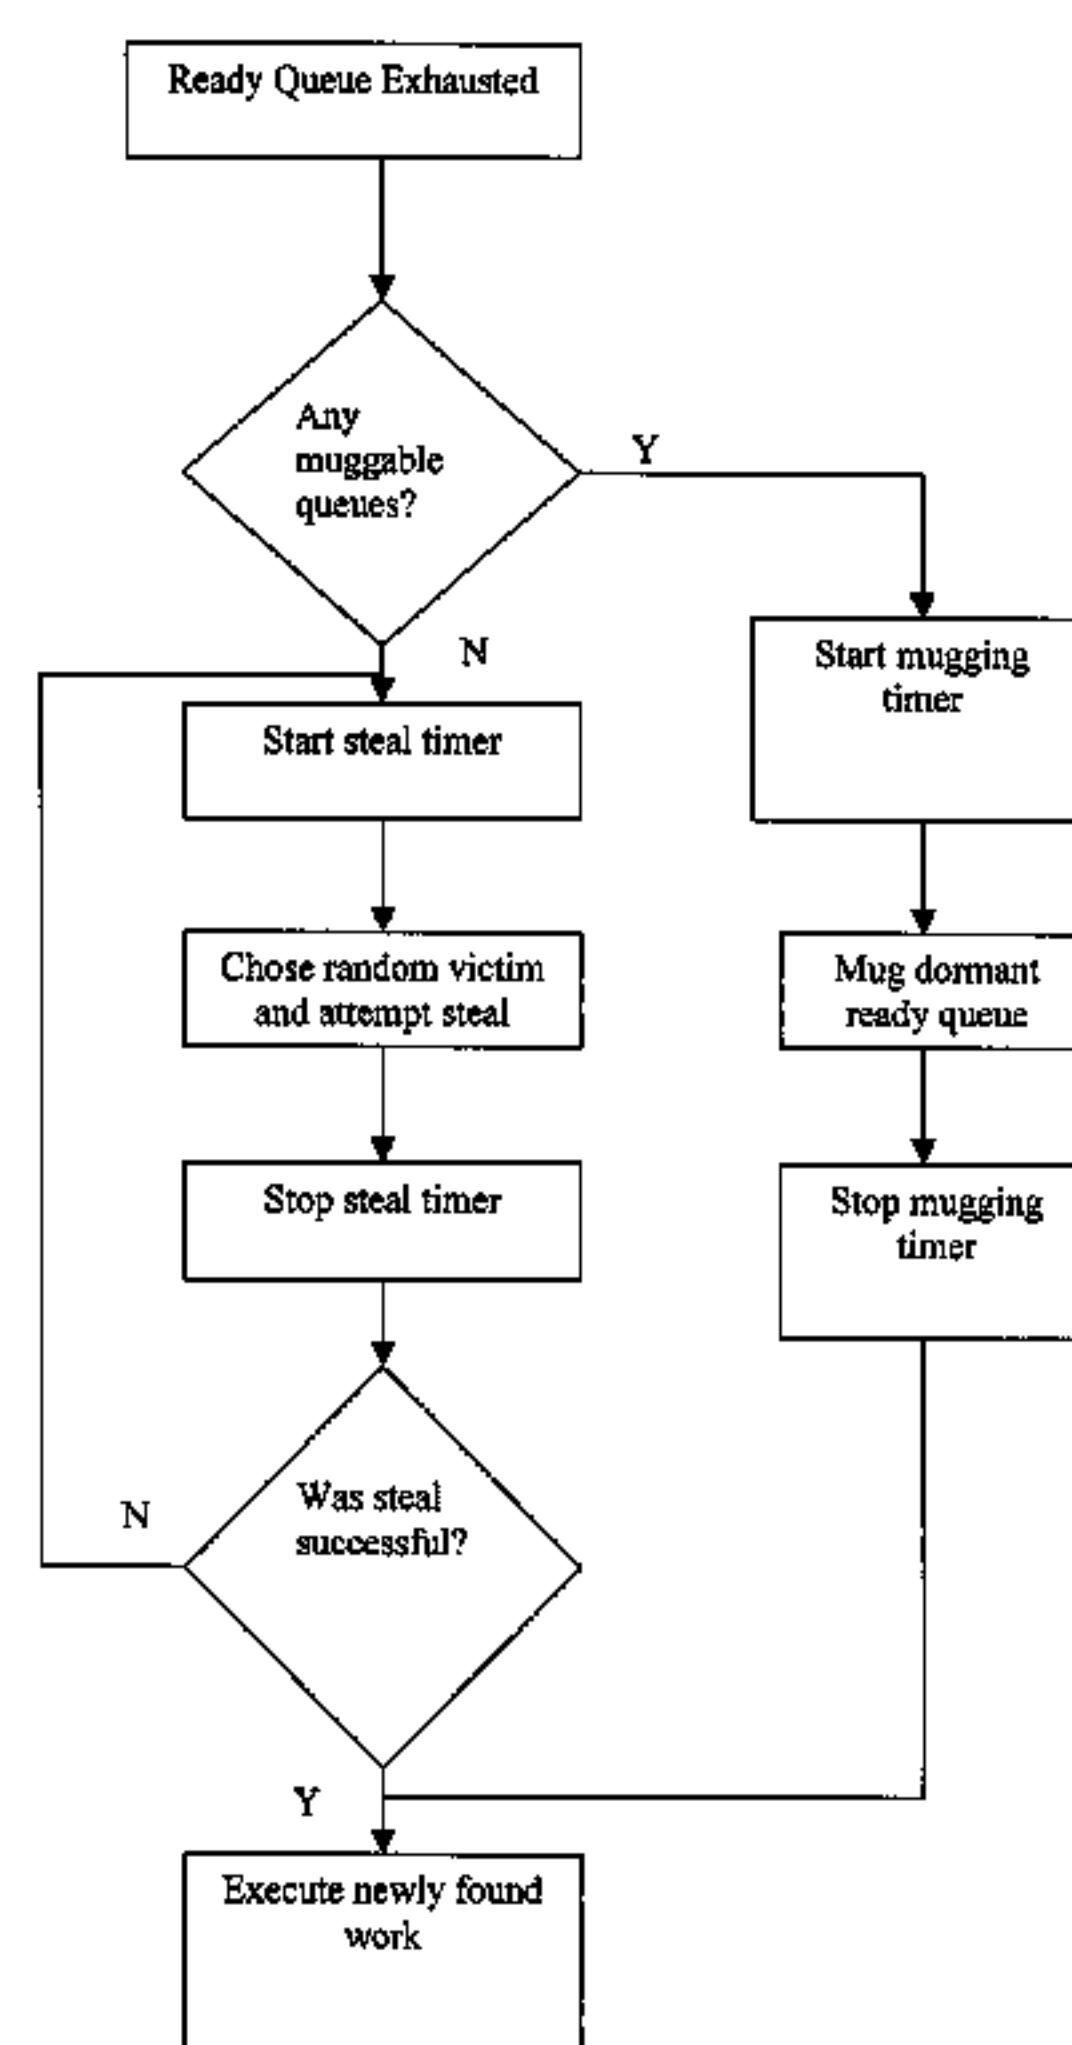 Ready Queue Exhausted
Any
muggable
queues?
Y
N
Start mugging
timer
Start steal timer
Chose random victim
and attempt steal
Mug dormant
ready queue
Stop steal timer
Stop mugging
timer
Was steal
successful?
N
Y
Execute newly found
work